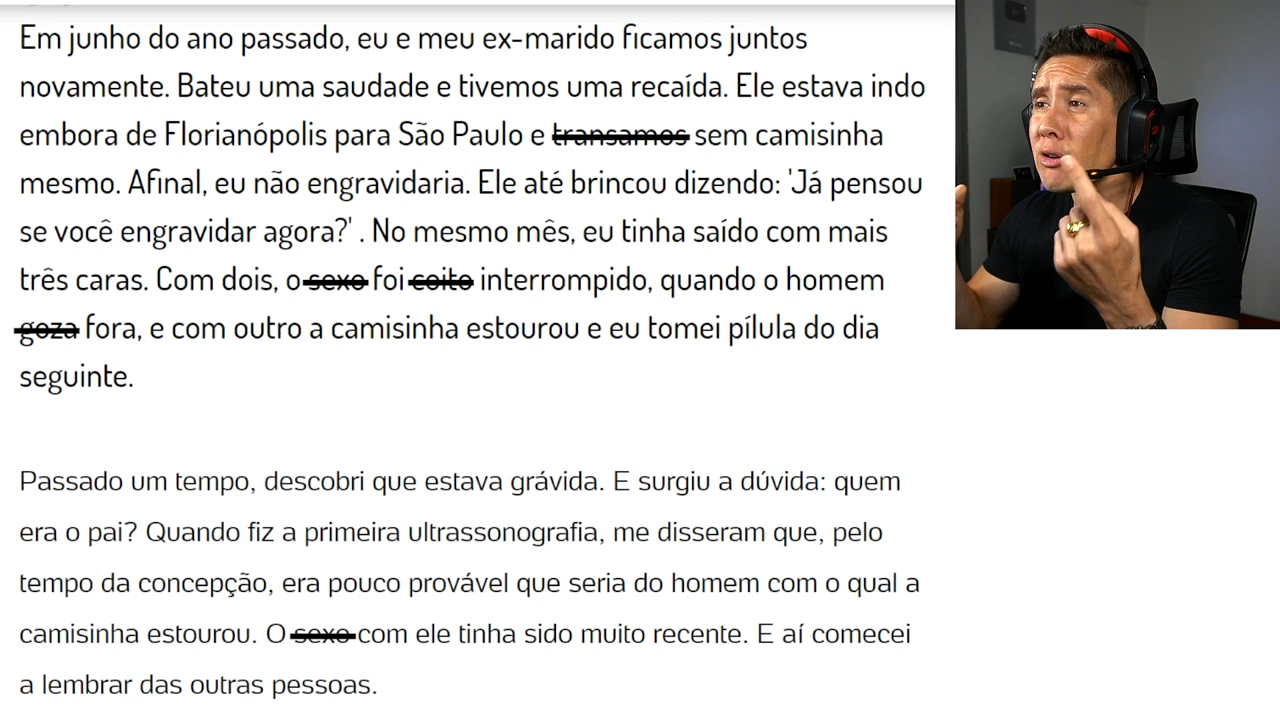 Em junho do ano passado, eu e meu ex-marido ficamos juntos
novamente. Bateu uma saudade e tivemos uma recaída. Ele estava indo
embora de Florianópolis para São Paulo e transamos sem camisinha
mesmo. Afinal, eu não engravidaria. Ele até brincou dizendo: 'Já pensou
se você engravidar agora?' . No mesmo mês, eu tinha saído com mais
três caras. Com dois, o sexo foi coito interrompido, quando o homem
goza fora, e com outro a camisinha estourou e eu tomei pílula do dia
seguinte.
Passado um tempo, descobri que estava grávida. E surgiu a dúvida: quem
era o pai? Quando fiz a primeira ultrassonografia, me disseram que, pelo
tempo da concepção, era pouco provável que seria do homem com o qual a
camisinha estourou. O sexo com ele tinha sido muito recente. E aí comecei
a lembrar das outras pessoas.